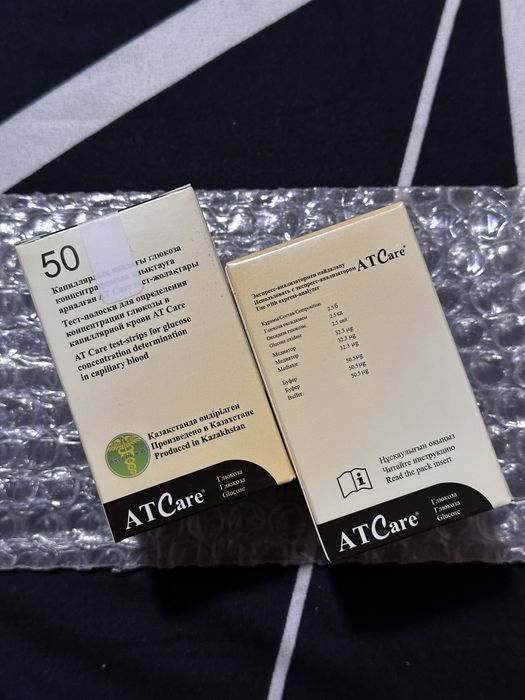 50
Капиллярлық глюкоза
концент анықтауға
арналған AT Care тест-жолақтары
Тест-полоски для определения
концентрации глюкозы в
капиллярной крови AT Care
AT Care test-strips for glucose
concentration determination
in capillary blood
Қазақстанда өндірілген
Произведено в Казахстане
Produced in Kazakhstan
ATCare®
Глюкоза
Глюкоза
Glucose
Экспресс-анализатормен пайдалану
Использовать с экспресс-анализатором
Use with express-analyzer
ATCare®
Құрамы/Состав/Composition
Глюкоза оксидазасы 2.5 б
Оксидаза глюкозы 2.5 ед
Glucose oxidase 2.5 unit
Медиатор 32.3 µg
Медиатор 32.3 µg
Mediator 32.3 µg
Буфер 50.5 µg
Буфер 50.5 µg
Buffer 50.5 µg
Нұсқаулығын оқыңыз
Читайте инструкцию
Read the pack insert
ATCare®
Глюкоза
Глюкоза
Glucose